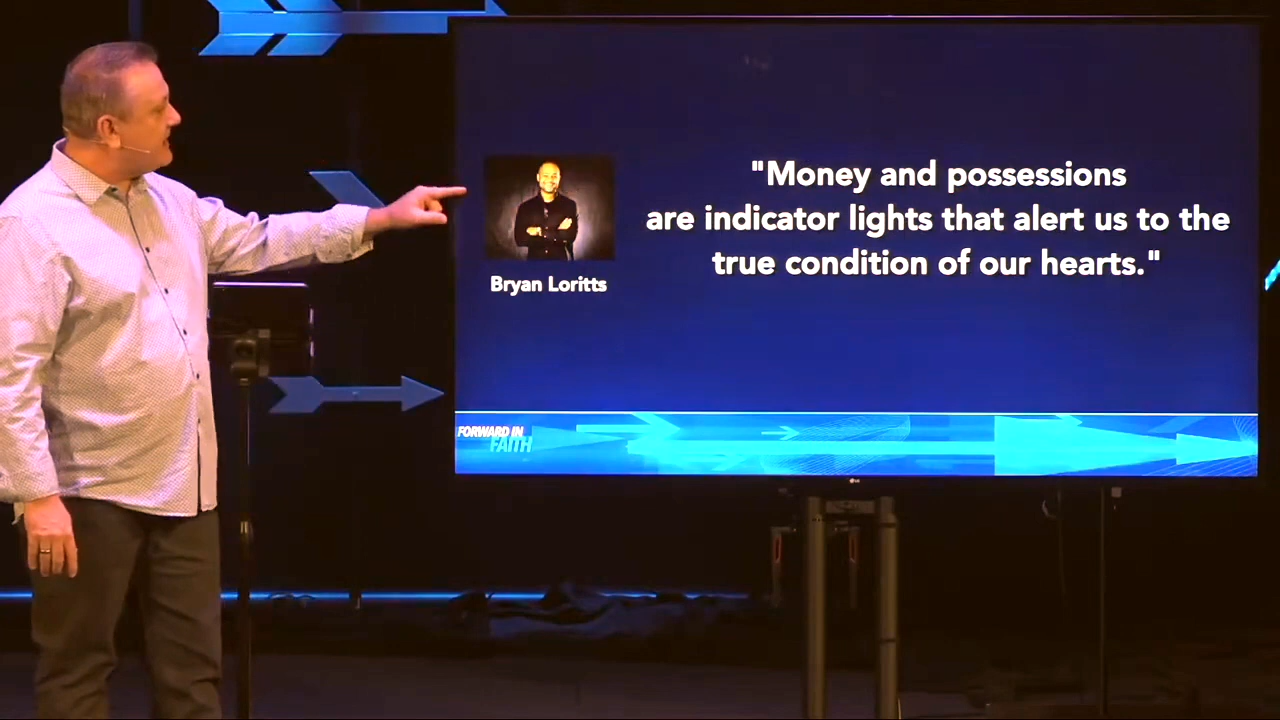 "Money and possessions
are indicator lights that alert us to the
true condition of our hearts."
Bryan Loritts
FORWARD IN
FAITH
LG